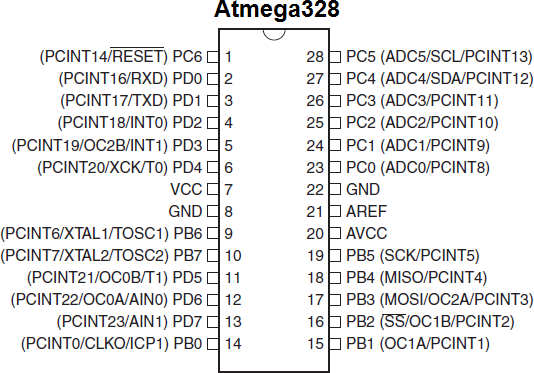 Atmega328
(PCINT14/RESET) PC6 1 28 PC5 (ADC5/SCL/PCINT13)
(PCINT16/RXD) PD0 2 27 PC4 (ADC4/SDA/PCINT12)
(PCINT17/TXD) PD1 3 26 PC3 (ADC3/PCINT11)
(PCINT18/INT0) PD2 4 25 PC2 (ADC2/PCINT10)
(PCINT19/OC2B/INT1) PD3 5 24 PC1 (ADC1/PCINT9)
(PCINT20/XCK/T0) PD4 6 23 PC0 (ADC0/PCINT8)
VCC 7 22 GND
GND 8 21 AREF
(PCINT6/XTAL1/TOSC1) PB6 9 20 AVCC
(PCINT7/XTAL2/TOSC2) PB7 10 19 PB5 (SCK/PCINT5)
(PCINT21/OC0B/T1) PD5 11 18 PB4 (MISO/PCINT4)
(PCINT22/OC0A/AIN0) PD6 12 17 PB3 (MOSI/OC2A/PCINT3)
(PCINT23/AIN1) PD7 13 16 PB2 (SS/OC1B/PCINT2)
(PCINT0/CLKO/ICP1) PB0 14 15 PB1 (OC1A/PCINT1)